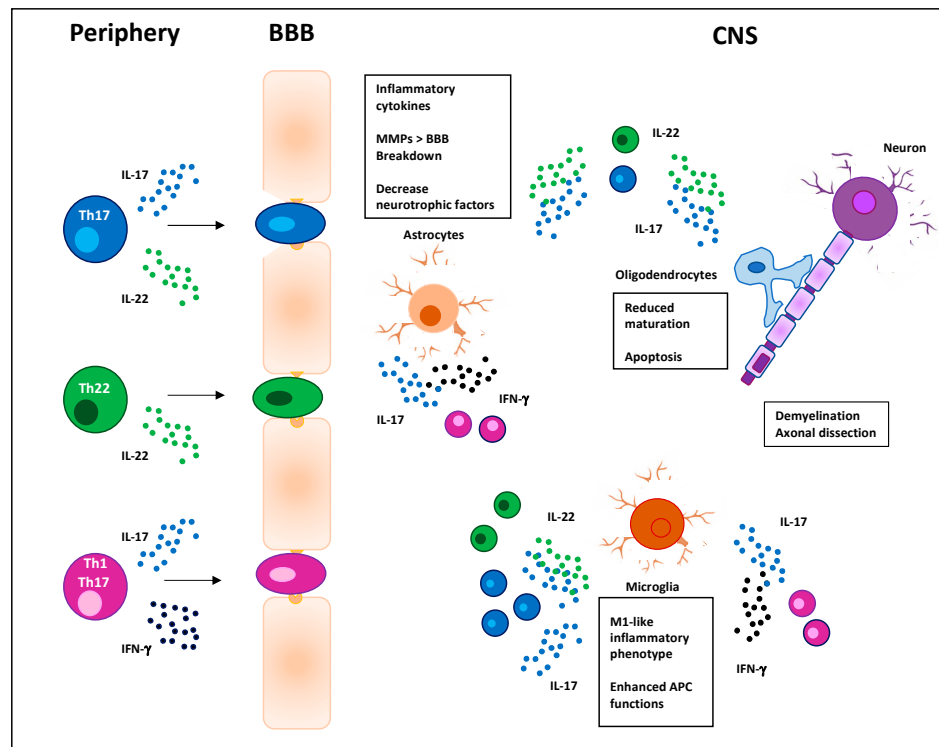 Periphery
BBB
CNS
Inflammatory
cytokines
MMPs > BBB
Breakdown
Decrease
neurotrophic factors
Astrocytes
IL-17
Th17
IL-22
IL-22
IL-17
Neuron
Oligodendrocytes
Reduced
maturation
Apoptosis
Demyelination
Axonal dissection
Th22
IL-22
IFN-γ
IL-17
IL-17
Th1
Th17
IFN-γ
IL-22
IL-17
Microglia
M1-like
inflammatory
phenotype
Enhanced APC
functions
IL-17
IFN-γ